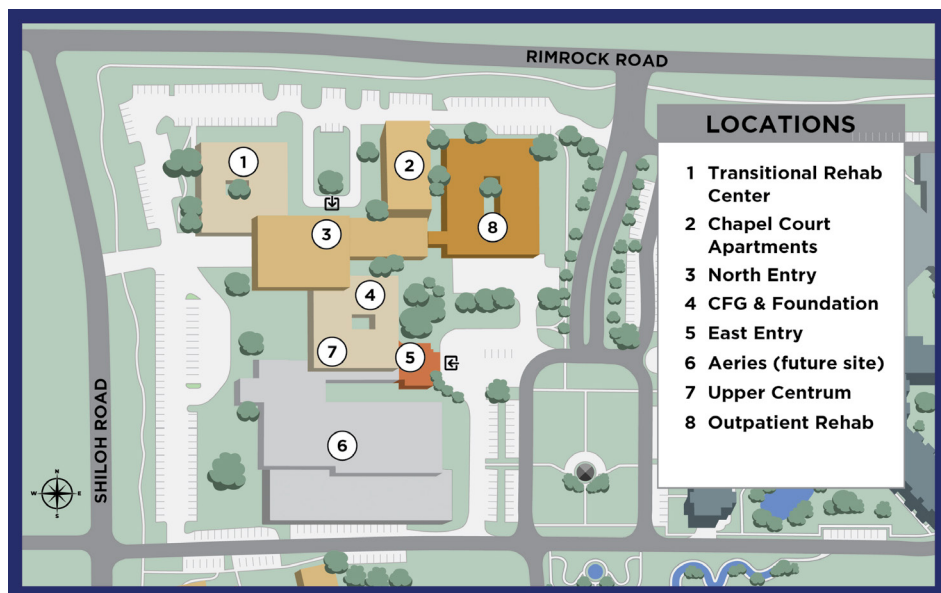 RIMROCK ROAD
LOCATIONS
1 Transitional Rehab
Center
2 Chapel Court
Apartments
3 North Entry
4 CFG & Foundation
5 East Entry
6 Aeries (future site)
7 Upper Centrum
8 Outpatient Rehab
1
2
3
8
4
7
5
6
SHILOH ROAD
N
W E
S